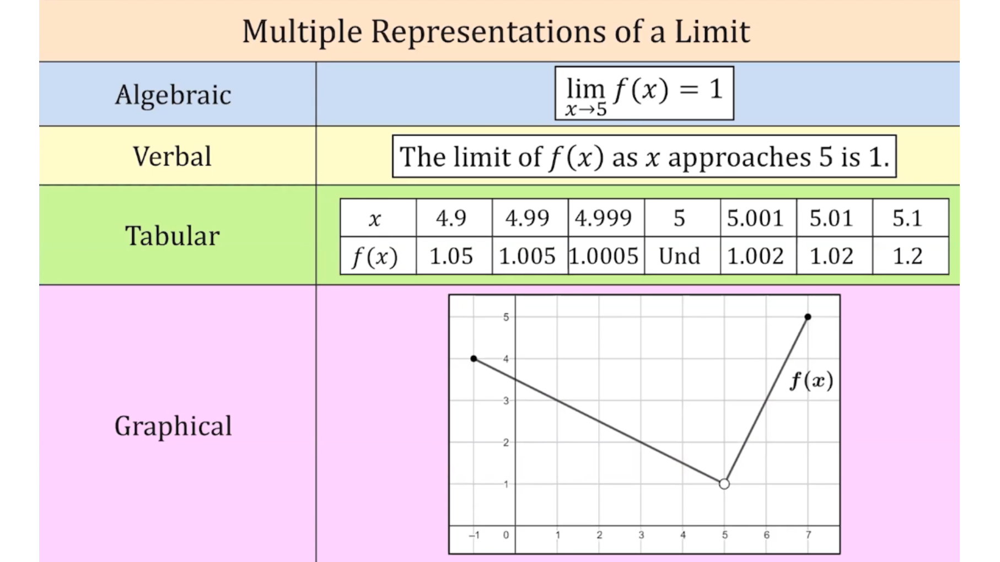 Multiple Representations of a Limit
Algebraic
lim f(x) = 1
x→5
Verbal
The limit of f(x) as x approaches 5 is 1.
Tabular
x 4.9 4.99 4.999 5 5.001 5.01 5.1
f(x) 1.05 1.005 1.0005 Und 1.002 1.02 1.2
Graphical
5
4
f(x)
3
2
1
–1 0 1 2 3 4 5 6 7